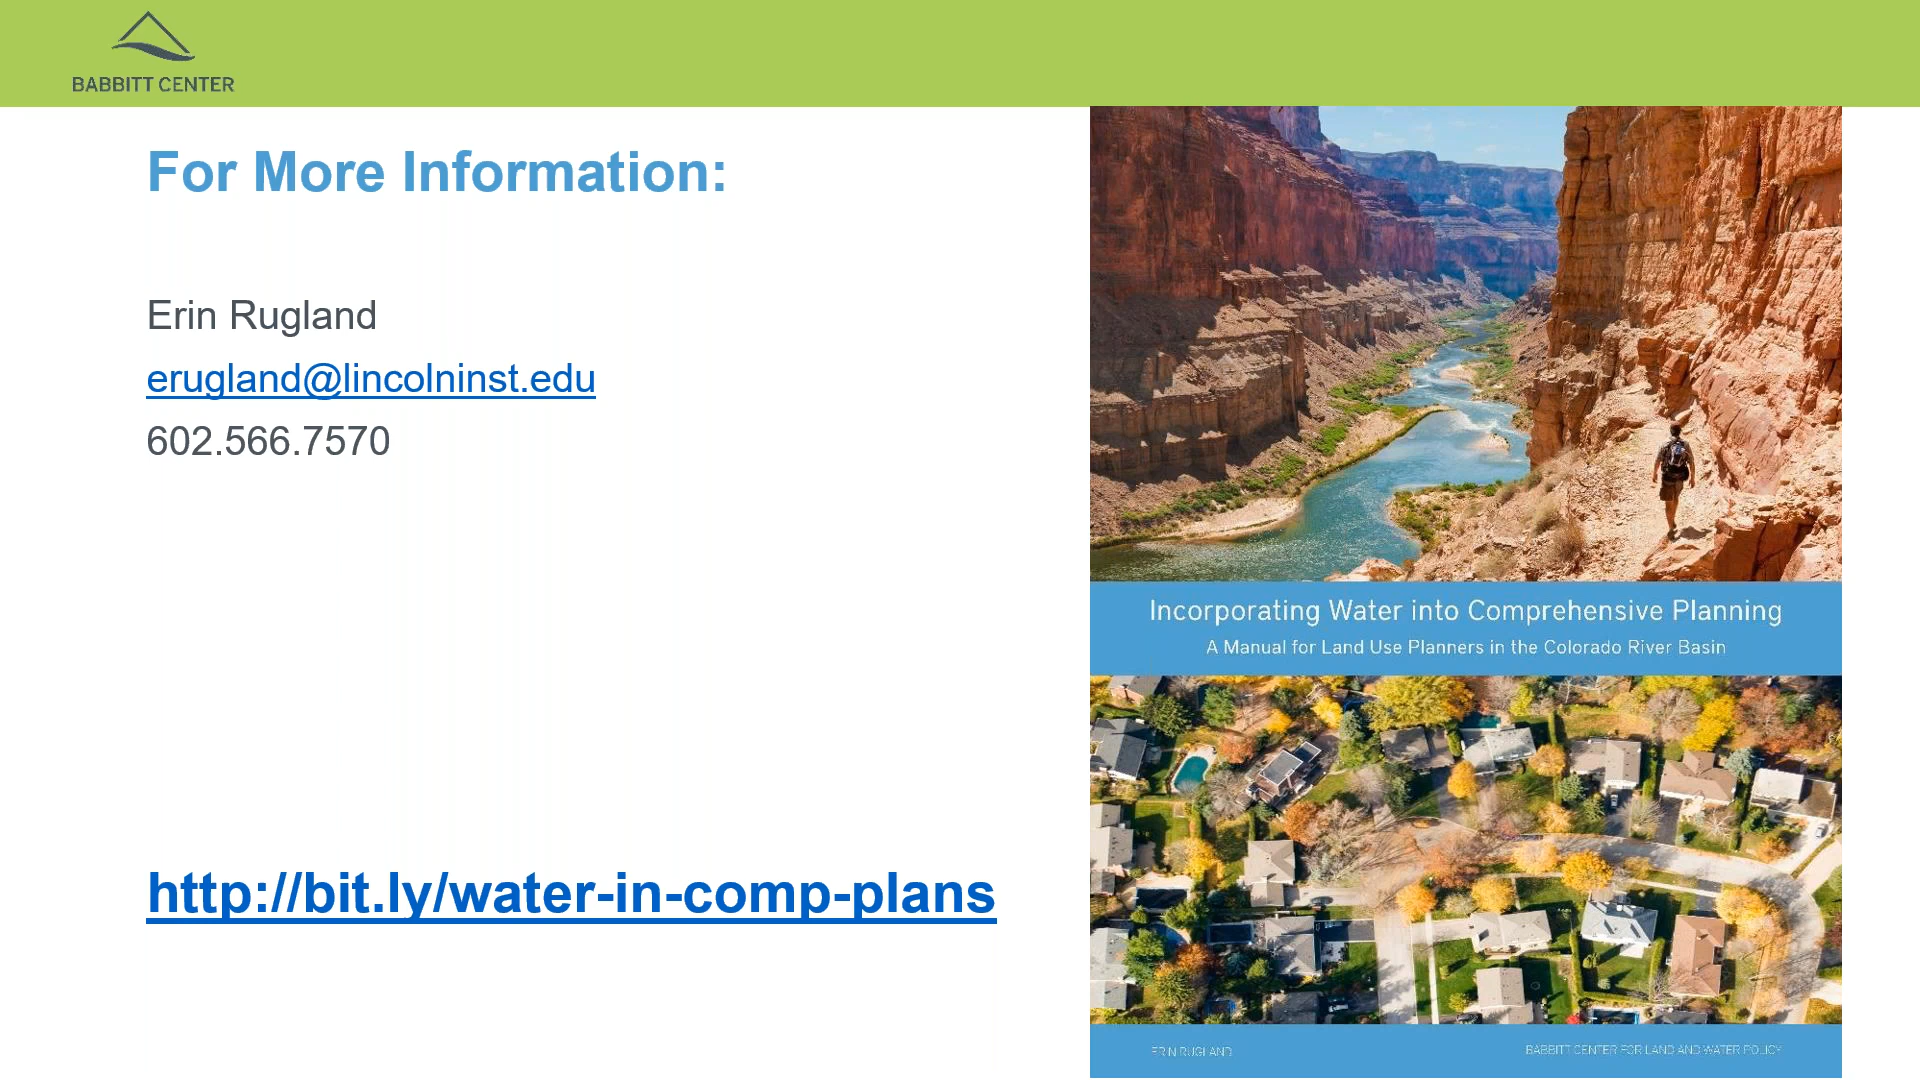 BABBITT CENTER
For More Information:
Erin Rugland
erugland@lincolninst.edu
602.566.7570
http://bit.ly/water-in-comp-plans
Incorporating Water into Comprehensive Planning
A Manual for Land Use Planners in the Colorado River Basin
ERIN RUGLAND
BABBITT CENTER FOR LAND AND WATER POLICY